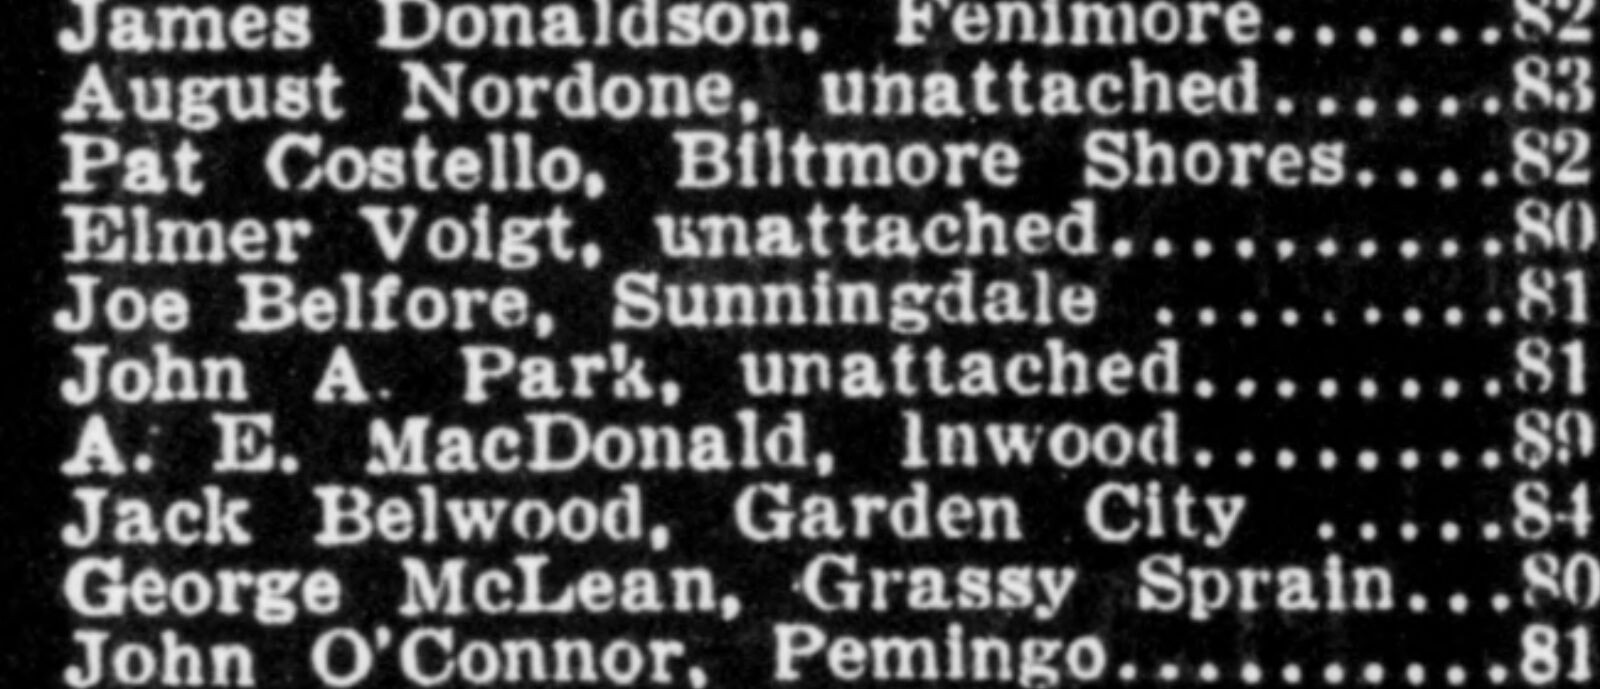 James Donaldson, Fenimore......82
August Nordone, unattached......83
Pat Costello, Biltmore Shores....82
Elmer Voigt, unattached..........80
Joe Belfore, Sunningdale .........81
John A. Park, unattached........81
A. E. MacDonald, Inwood........89
Jack Belwood, Garden City .....84
George McLean, Grassy Sprain...80
John O'Connor, Pemingo..........81